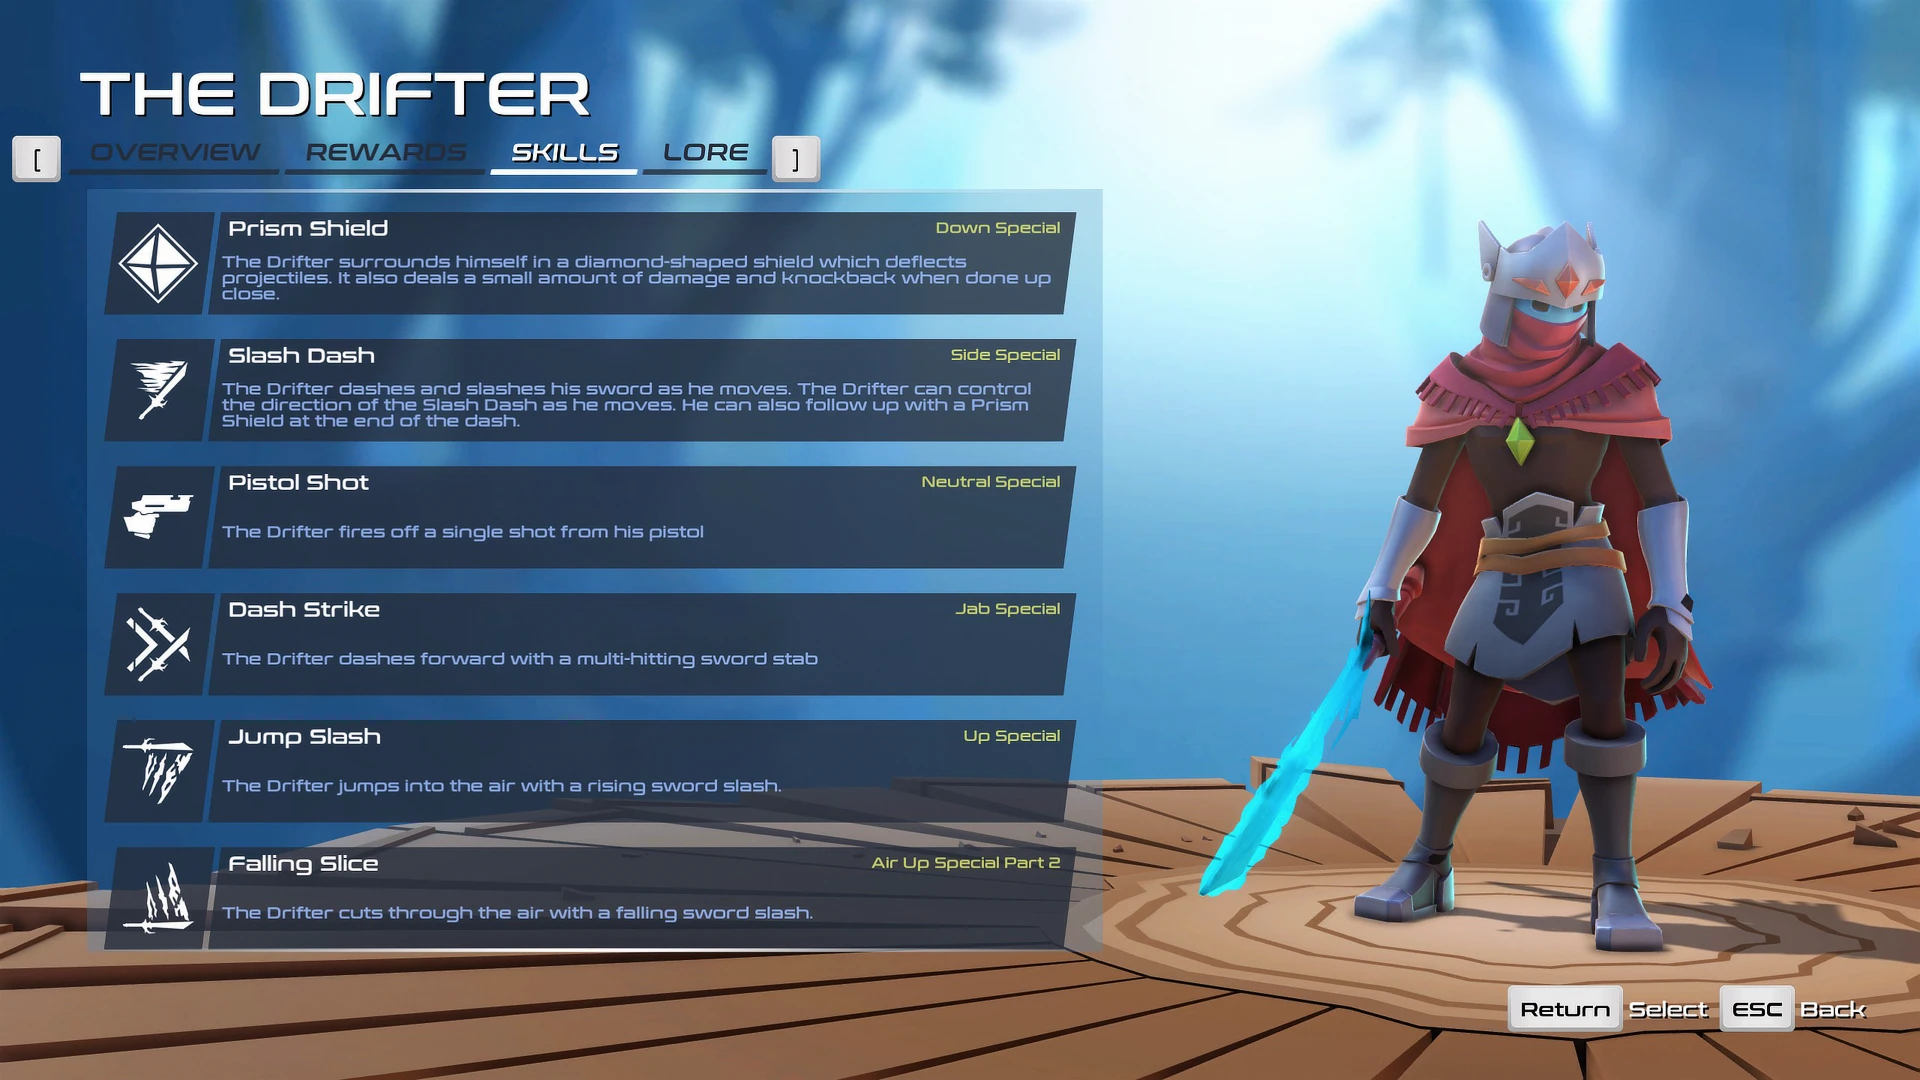 THE DRIFTER
[ OVERVIEW REWARDS SKILLS LORE ]
Prism Shield
Down Special
The Drifter surrounds himself in a diamond-shaped shield which deflects
projectiles. It also deals a small amount of damage and knockback when done up
close.
Slash Dash
Side Special
The Drifter dashes and slashes his sword as he moves. The Drifter can control
the direction of the Slash Dash as he moves. He can also follow up with a Prism
Shield at the end of the dash.
Pistol Shot
Neutral Special
The Drifter fires off a single shot from his pistol
Dash Strike
Jab Special
The Drifter dashes forward with a multi-hitting sword stab
Jump Slash
Up Special
The Drifter jumps into the air with a rising sword slash.
Falling Slice
Air Up Special Part 2
The Drifter cuts through the air with a falling sword slash.
Return Select ESC Back